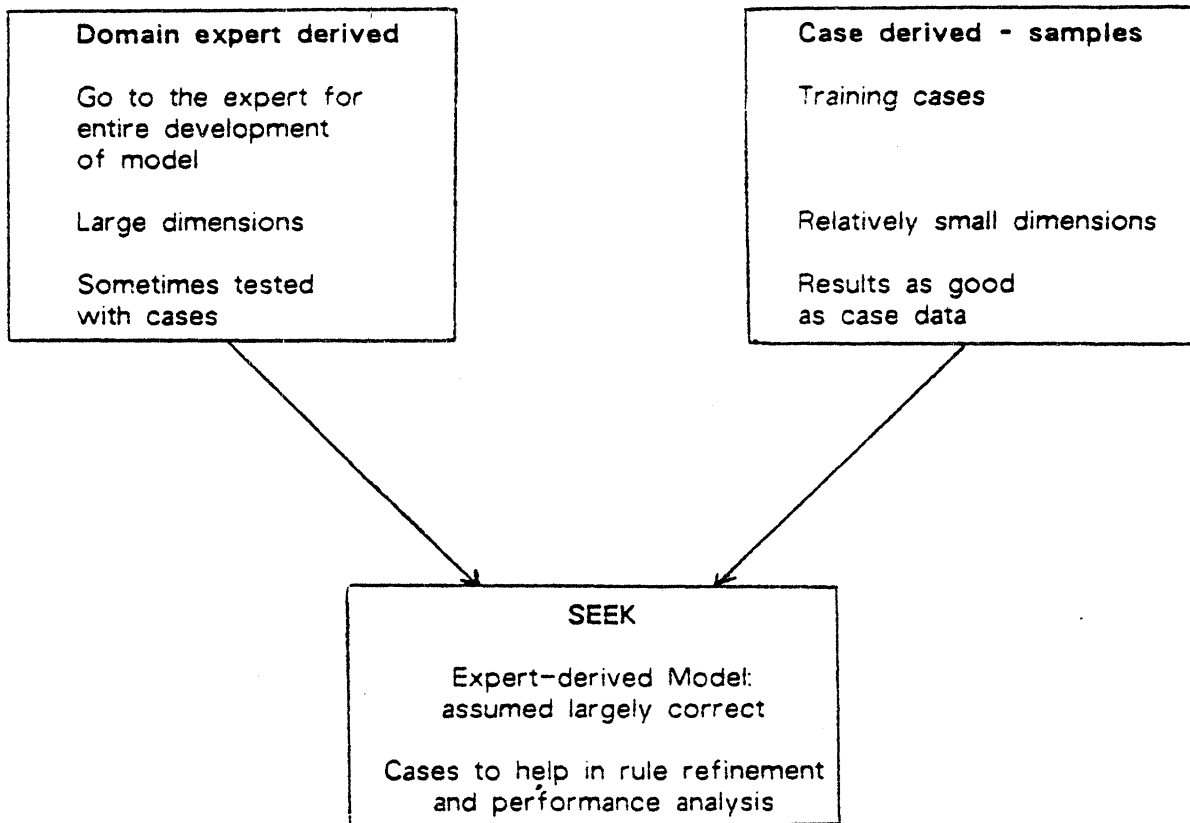 Domain expert derived
Go to the expert for
entire development
of model
Large dimensions
Sometimes tested
with cases
Case derived - samples
Training cases
Relatively small dimensions
Results as good
as case data
SEEK
Expert-derived Model:
assumed largely correct
Cases to help in rule refinement
and performance analysis